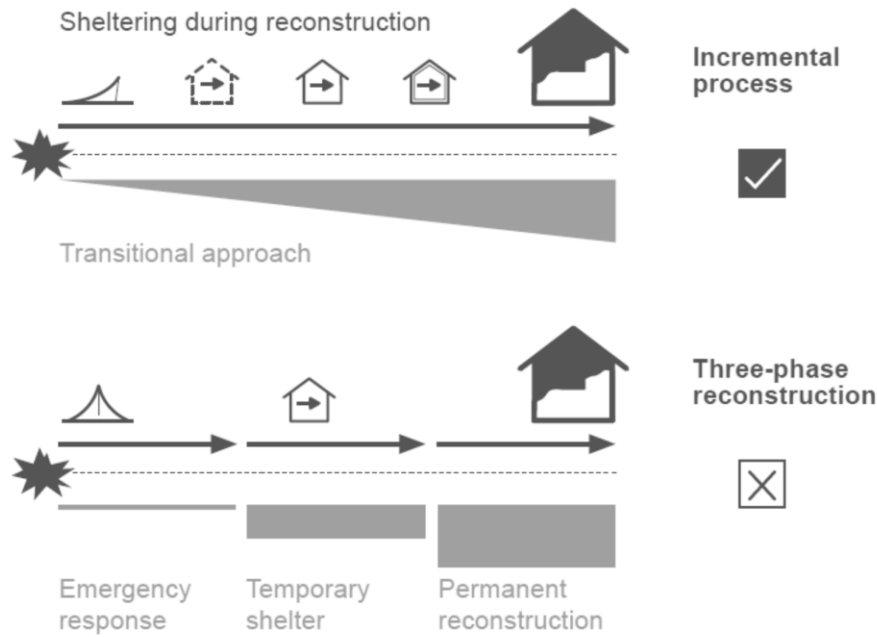 Sheltering during reconstruction
Incremental
process
Transitional approach
Three-phase
reconstruction
Emergency
response
Temporary
shelter
Permanent
reconstruction